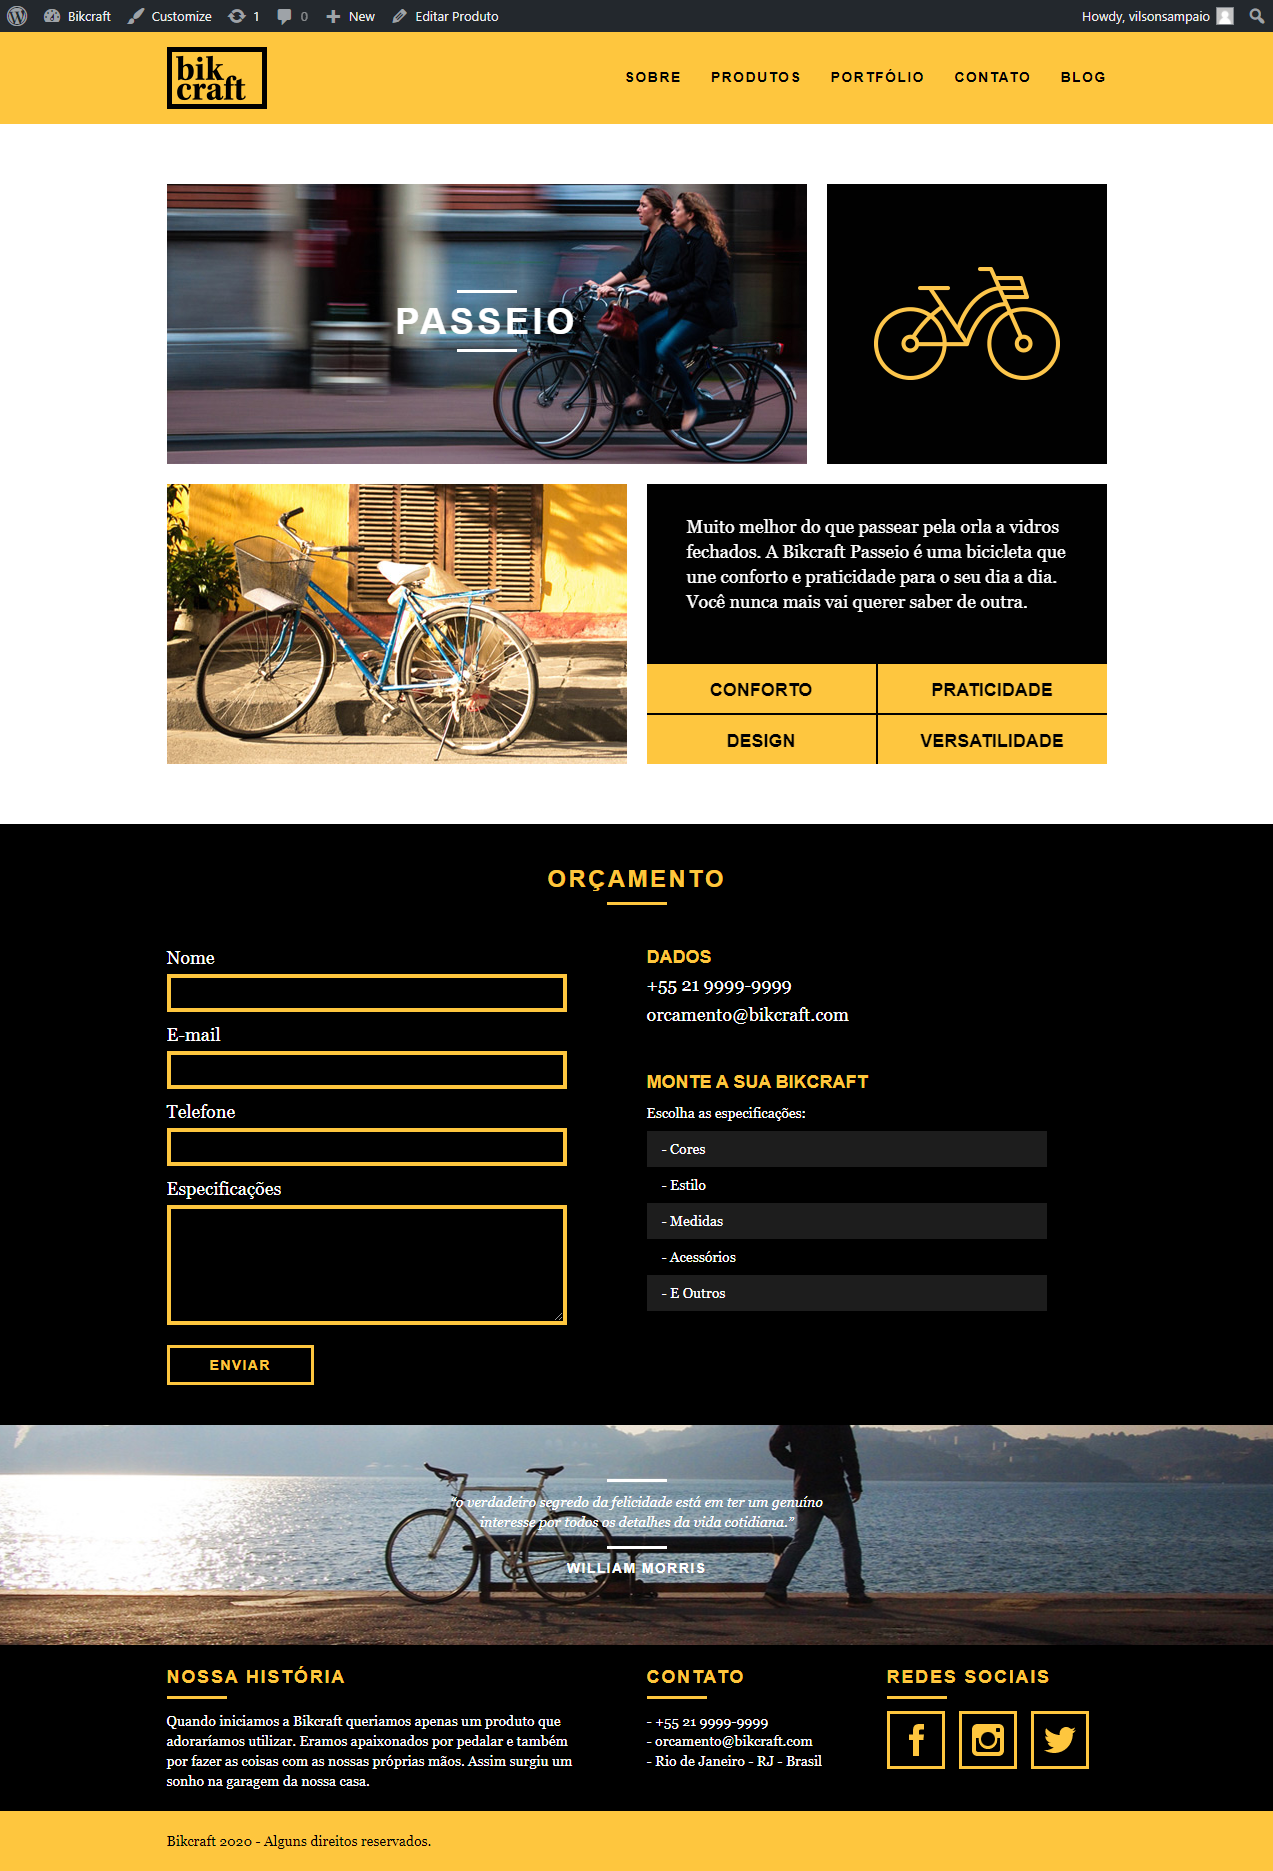 Bikcraft Customize 1 0 New Editar Produto Howdy, vilsonsampaio
bik
craft
SOBRE PRODUTOS PORTFÓLIO CONTATO BLOG
PASSEIO
Muito melhor do que passear pela orla a vidros
fechados. A Bikcraft Passeio é uma bicicleta que
une conforto e praticidade para o seu dia a dia.
Você nunca mais vai querer saber de outra.
CONFORTO PRATICIDADE
DESIGN VERSATILIDADE
ORÇAMENTO
Nome
E-mail
Telefone
Especificações
ENVIAR
DADOS
+55 21 9999-9999
orcamento@bikcraft.com
MONTE A SUA BIKCRAFT
Escolha as especificações:
- Cores
- Estilo
- Medidas
- Acessórios
- E Outros
"o verdadeiro segredo da felicidade está em ter um genuíno
interesse por todos os detalhes da vida cotidiana."
WILLIAM MORRIS
NOSSA HISTÓRIA
Quando iniciamos a Bikcraft queriamos apenas um produto que
adoraríamos utilizar. Eramos apaixonados por pedalar e também
por fazer as coisas com as nossas próprias mãos. Assim surgiu um
sonho na garagem da nossa casa.
CONTATO
- +55 21 9999-9999
- orcamento@bikcraft.com
- Rio de Janeiro - RJ - Brasil
REDES SOCIAIS
Bikcraft 2020 - Alguns direitos reservados.